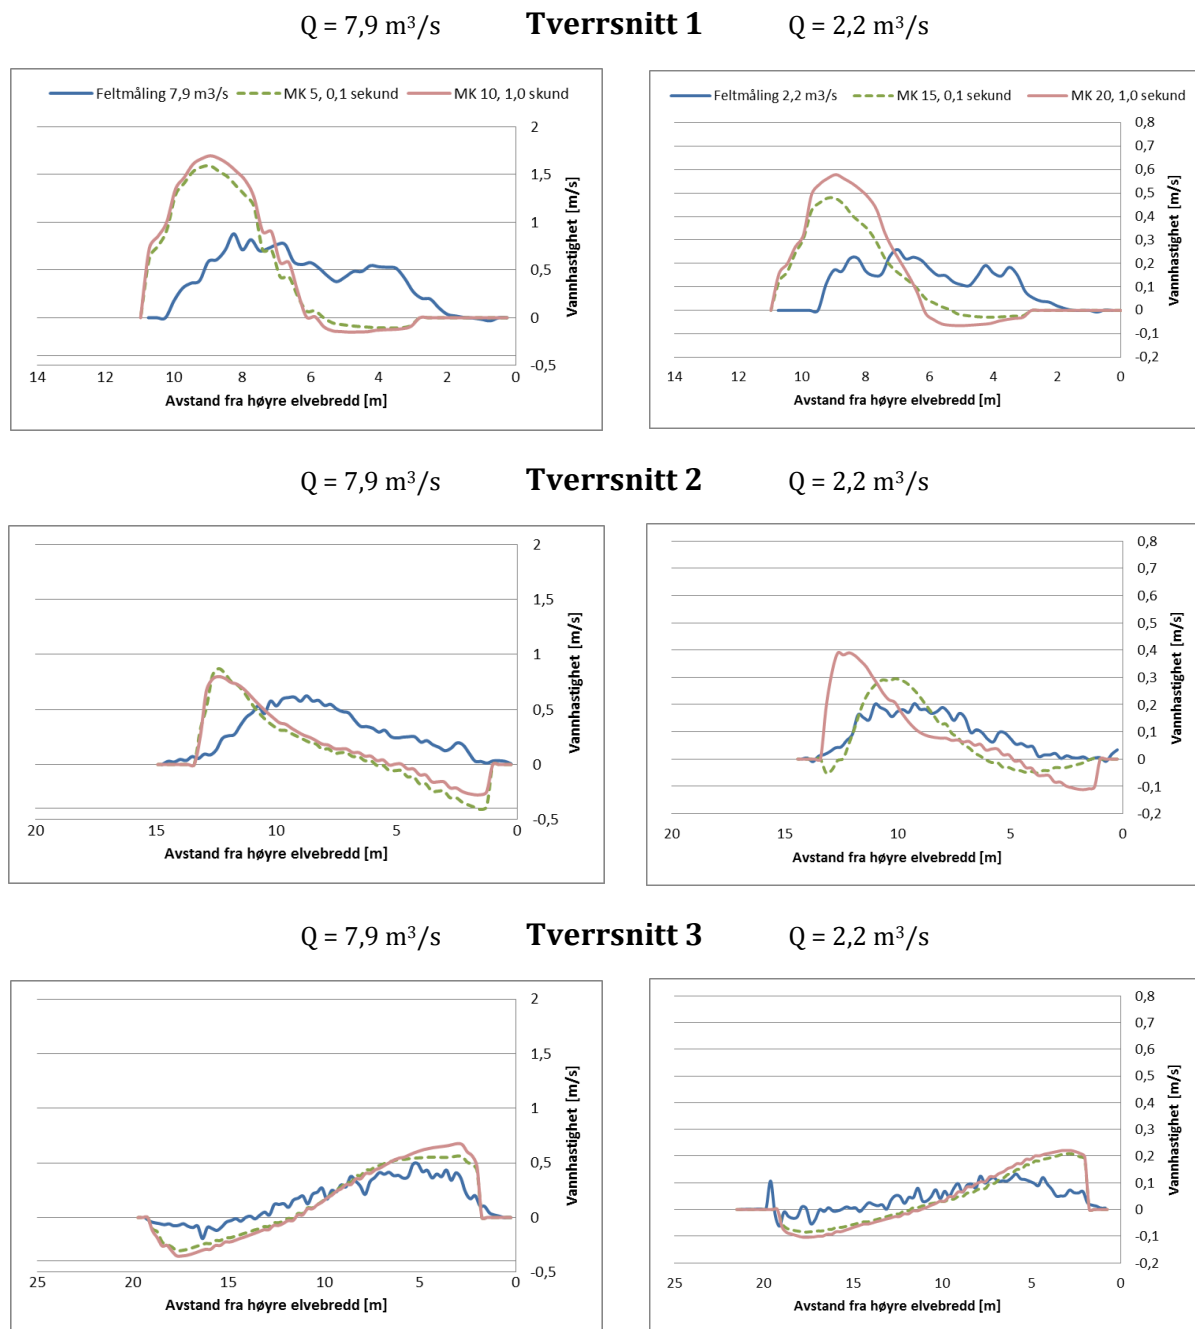 Q = 7,9 m³/s Tverrsnitt 1 Q = 2,2 m³/s
Feltmåling 7,9 m3/s MK 5, 0,1 sekund MK 10, 1,0 skund
2
1,5
1
0,5
0
-0,5
Vannhastighet [m/s]
14 12 10 8 6 4 2 0
Avstand fra høyre elvebredd [m]
Feltmåling 2,2 m3/s MK 15, 0,1 sekund MK 20, 1,0 sekund
0,8
0,7
0,6
0,5
0,4
0,3
0,2
0,1
0
-0,1
-0,2
Vannhastighet [m/s]
14 12 10 8 6 4 2 0
Avstand fra høyre elvebredd [m]
Q = 7,9 m³/s Tverrsnitt 2 Q = 2,2 m³/s
2
1,5
1
0,5
0
-0,5
Vannhastighet [m/s]
20 15 10 5 0
Avstand fra høyre elvebredd [m]
0,8
0,7
0,6
0,5
0,4
0,3
0,2
0,1
0
-0,1
-0,2
Vannhastighet [m/s]
20 15 10 5 0
Avstand fra høyre elvebredd [m]
Q = 7,9 m³/s Tverrsnitt 3 Q = 2,2 m³/s
2
1,5
1
0,5
0
-0,5
Vannhastighet [m/s]
25 20 15 10 5 0
Avstand fra høyre elvebredd [m]
0,8
0,7
0,6
0,5
0,4
0,3
0,2
0,1
0
-0,1
-0,2
Vannhastighet [m/s]
25 20 15 10 5 0
Avstand fra høyre elvebredd [m]